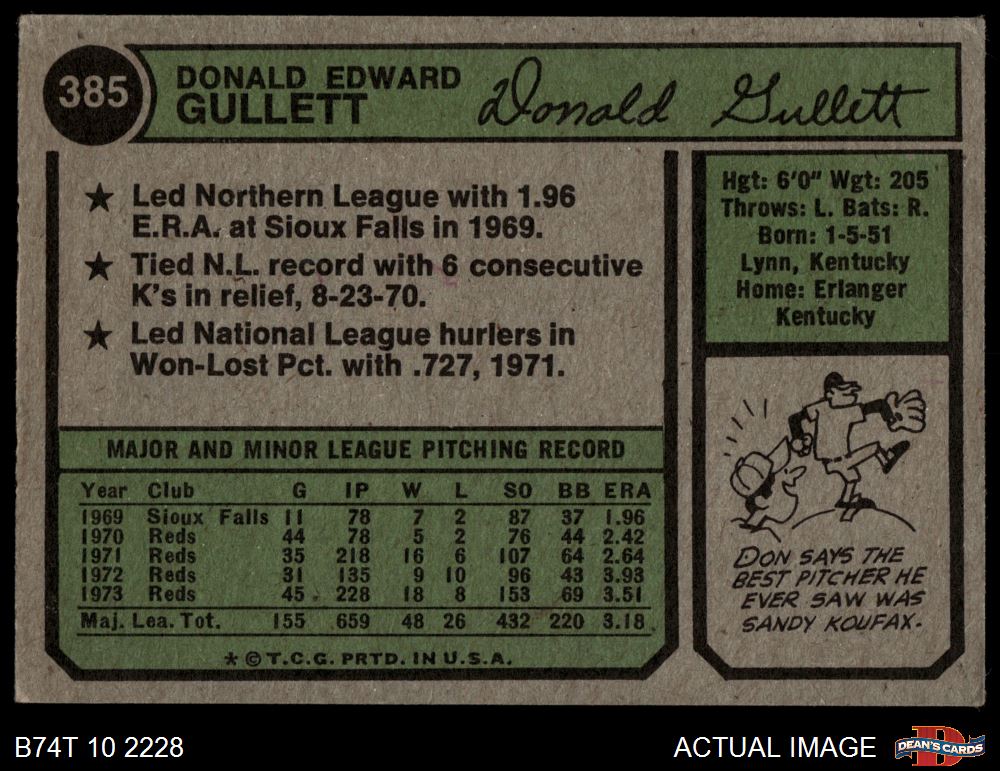 385
DONALD EDWARD
GULLETT
Donald Gullett
★ Led Northern League with 1.96
E.R.A. at Sioux Falls in 1969.
★ Tied N.L. record with 6 consecutive
K's in relief, 8-23-70.
★ Led National League hurlers in
Won-Lost Pct. with .727, 1971.
Hgt: 6'0" Wgt: 205
Throws: L. Bats: R.
Born: 1-5-51
Lynn, Kentucky
Home: Erlanger
Kentucky
MAJOR AND MINOR LEAGUE PITCHING RECORD
Year Club G IP W L SO BB ERA
1969 Sioux Falls 11 78 7 2 87 37 1.96
1970 Reds 44 78 5 2 76 44 2.42
1971 Reds 35 218 16 6 107 64 2.64
1972 Reds 31 135 9 10 96 43 3.93
1973 Reds 45 228 18 8 153 69 3.51
Maj. Lea. Tot. 155 659 48 26 432 220 3.18
* © T.C.G. PRTD. IN U.S.A.
DON SAYS THE
BEST PITCHER HE
EVER SAW WAS
SANDY KOUFAX.
B74T 10 2228
ACTUAL IMAGE
D
DEAN'S CARDS